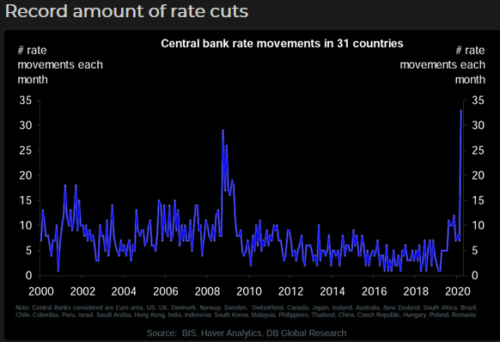 Record amount of rate cuts
Central bank rate movements in 31 countries
# rate
movements each
month
# rate
movements each
month
35 35
30 30
25 25
20 20
15 15
10 10
5 5
0 0
2000 2002 2004 2006 2008 2010 2012 2014 2016 2018 2020
Note: Central Banks considered are Euro area, US, UK, Denmark, Norway, Sweden, Switzerland, Canada, Japan, Iceland, Australia, New Zealand, South Africa, Brazil,
Chile, Colombia, Peru, Israel, Saudi Arabia, Hong Kong, India, Indonesia, South Korea, Malaysia, Philippines, Thailand, China, Czech Republic, Hungary, Poland, Romania
Source: BIS, Haver Analytics, DB Global Research